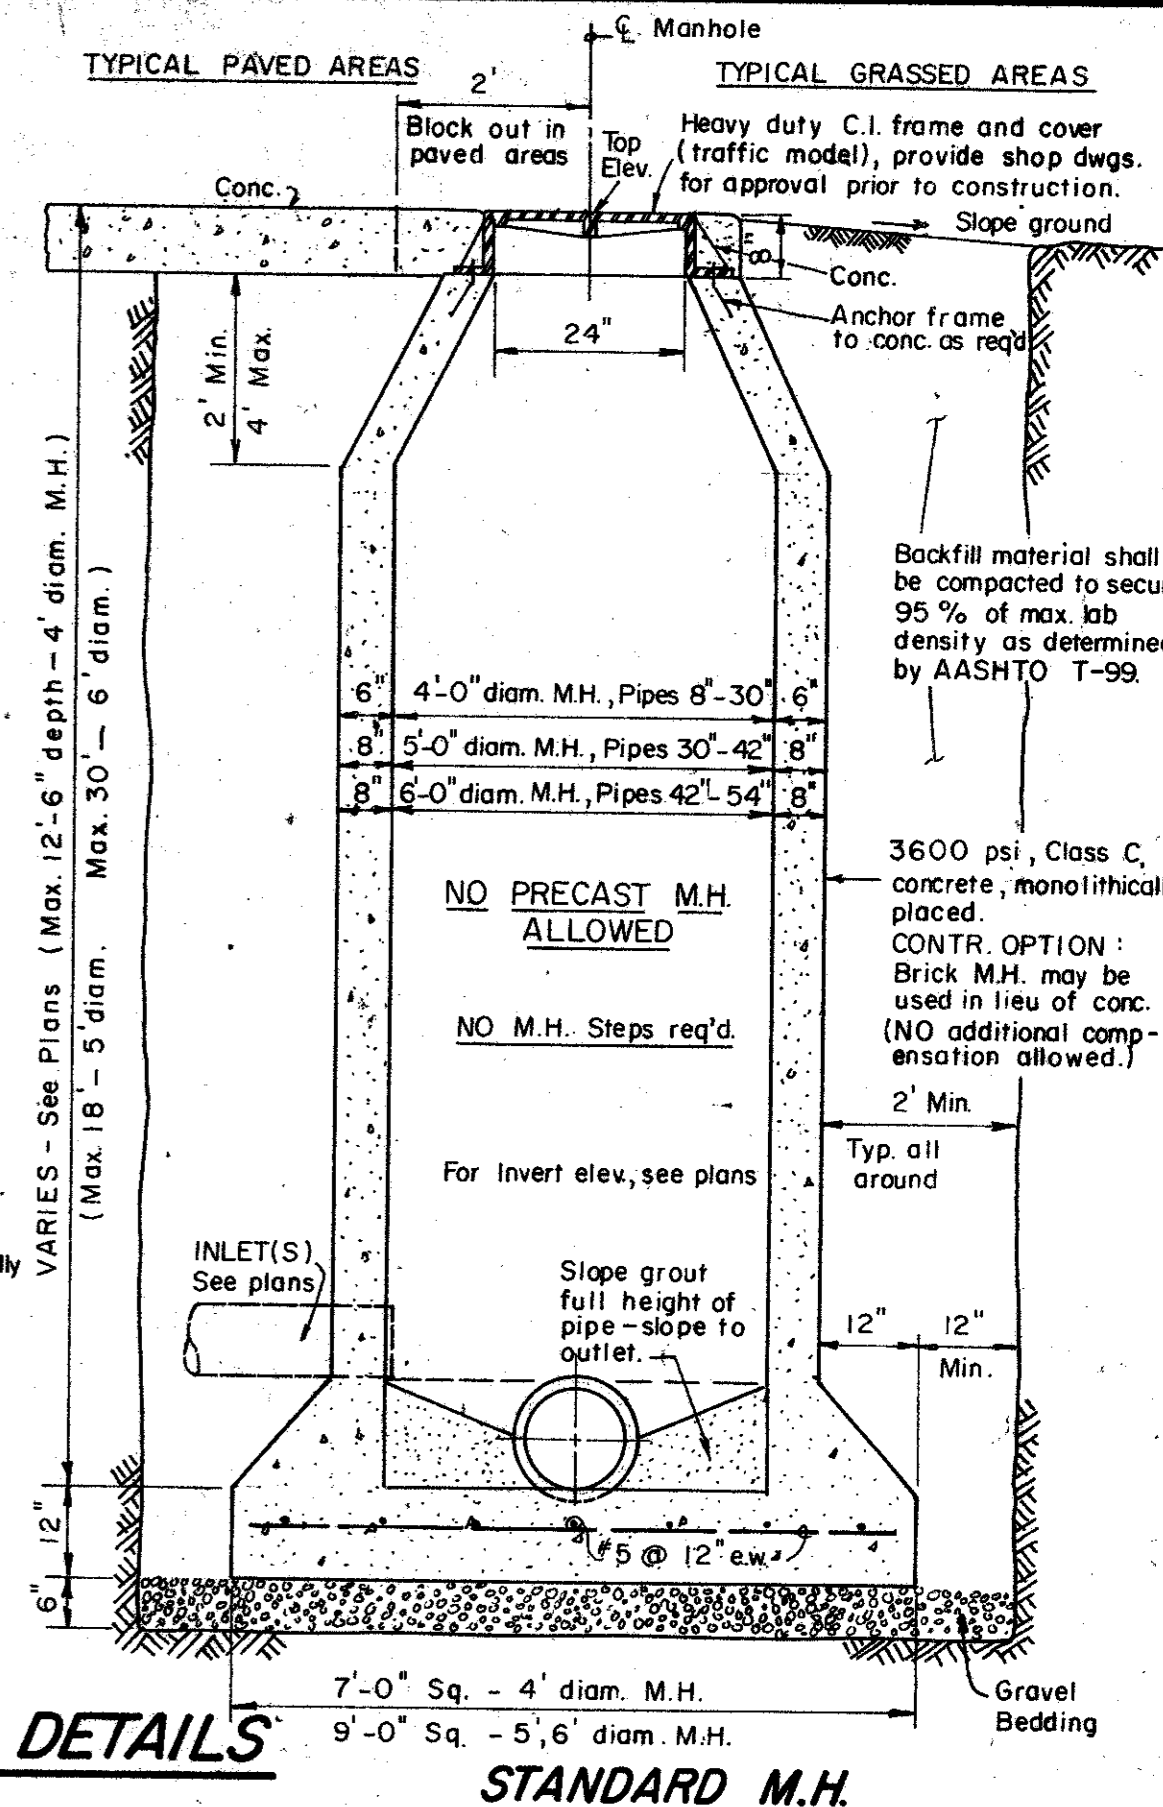 ℄ Manhole
TYPICAL PAVED AREAS
TYPICAL GRASSED AREAS
2'
Block out in
paved areas
Top
Elev.
Heavy duty C.I. frame and cover
(traffic model), provide shop dwgs.
for approval prior to construction.
Conc.
Slope ground
8"
Conc.
Anchor frame
to conc. as req'd
24"
2' Min.
4' Max.
VARIES - See Plans (Max. 12'-6" depth - 4' diam. M.H.)
(Max. 18' - 5' diam. Max. 30' - 6' diam.)
Backfill material shall
be compacted to secu
95 % of max. lab
density as determined
by AASHTO T-99.
6" 4'-0" diam. M.H., Pipes 8"-30" 6"
8" 5'-0" diam. M.H., Pipes 30"-42" 8"
8" 6'-0" diam. M.H., Pipes 42"-54" 8"
3600 psi, Class C,
concrete, monolithicall
placed.
CONTR. OPTION :
Brick M.H. may be
used in lieu of conc.
(NO additional comp-
ensation allowed.)
NO PRECAST M.H.
ALLOWED
NO M.H. Steps req'd.
2' Min.
Typ. all
around
For Invert elev., see plans
lly
INLET(S)
See plans
Slope grout
full height of
pipe - slope to
outlet.
12" 12"
Min.
12"
#5 @ 12" e.w.
6"
7'-0" Sq. - 4' diam. M.H.
9'-0" Sq. - 5', 6' diam. M.H.
Gravel
Bedding
DETAILS
STANDARD M.H.